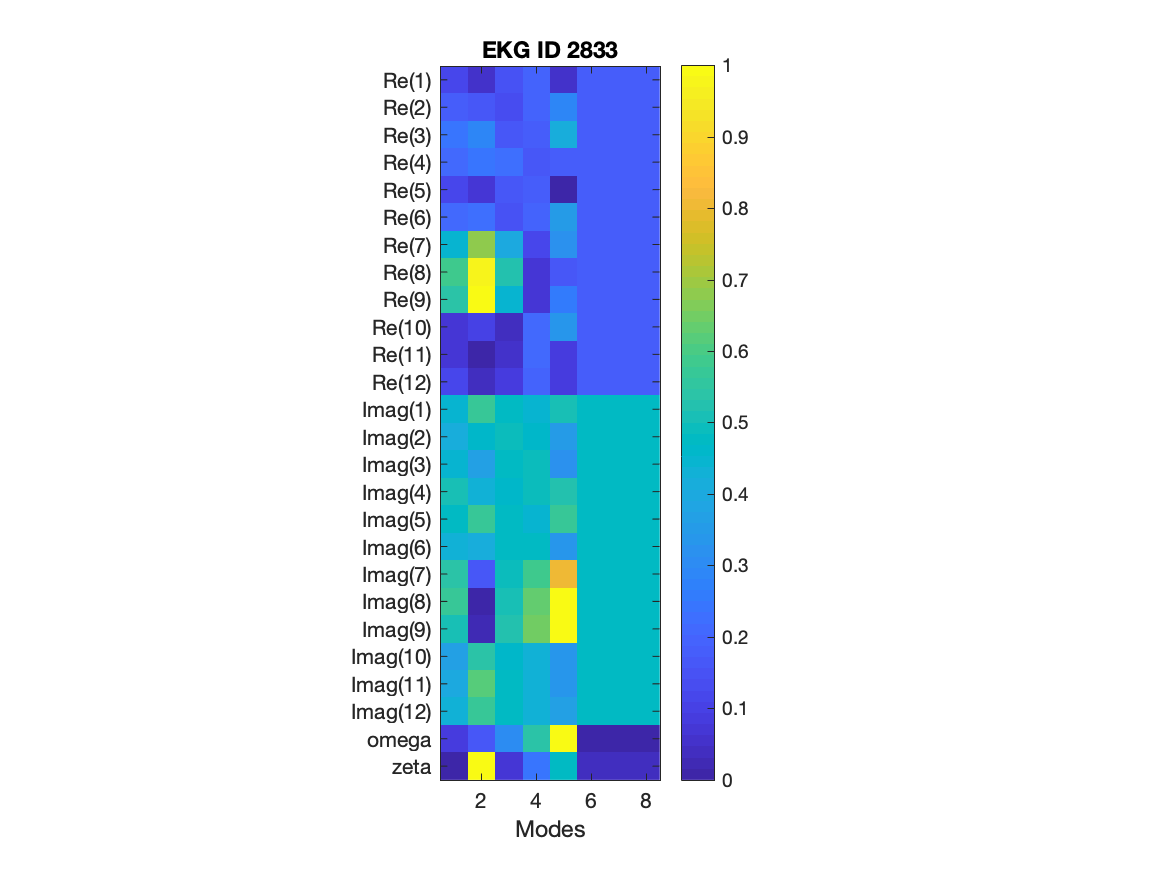 EKG ID 2833
Re(1)
Re(2)
Re(3)
Re(4)
Re(5)
Re(6)
Re(7)
Re(8)
Re(9)
Re(10)
Re(11)
Re(12)
Imag(1)
Imag(2)
Imag(3)
Imag(4)
Imag(5)
Imag(6)
Imag(7)
Imag(8)
Imag(9)
Imag(10)
Imag(11)
Imag(12)
omega
zeta
2 4 6 8
Modes
1
0.9
0.8
0.7
0.6
0.5
0.4
0.3
0.2
0.1
0